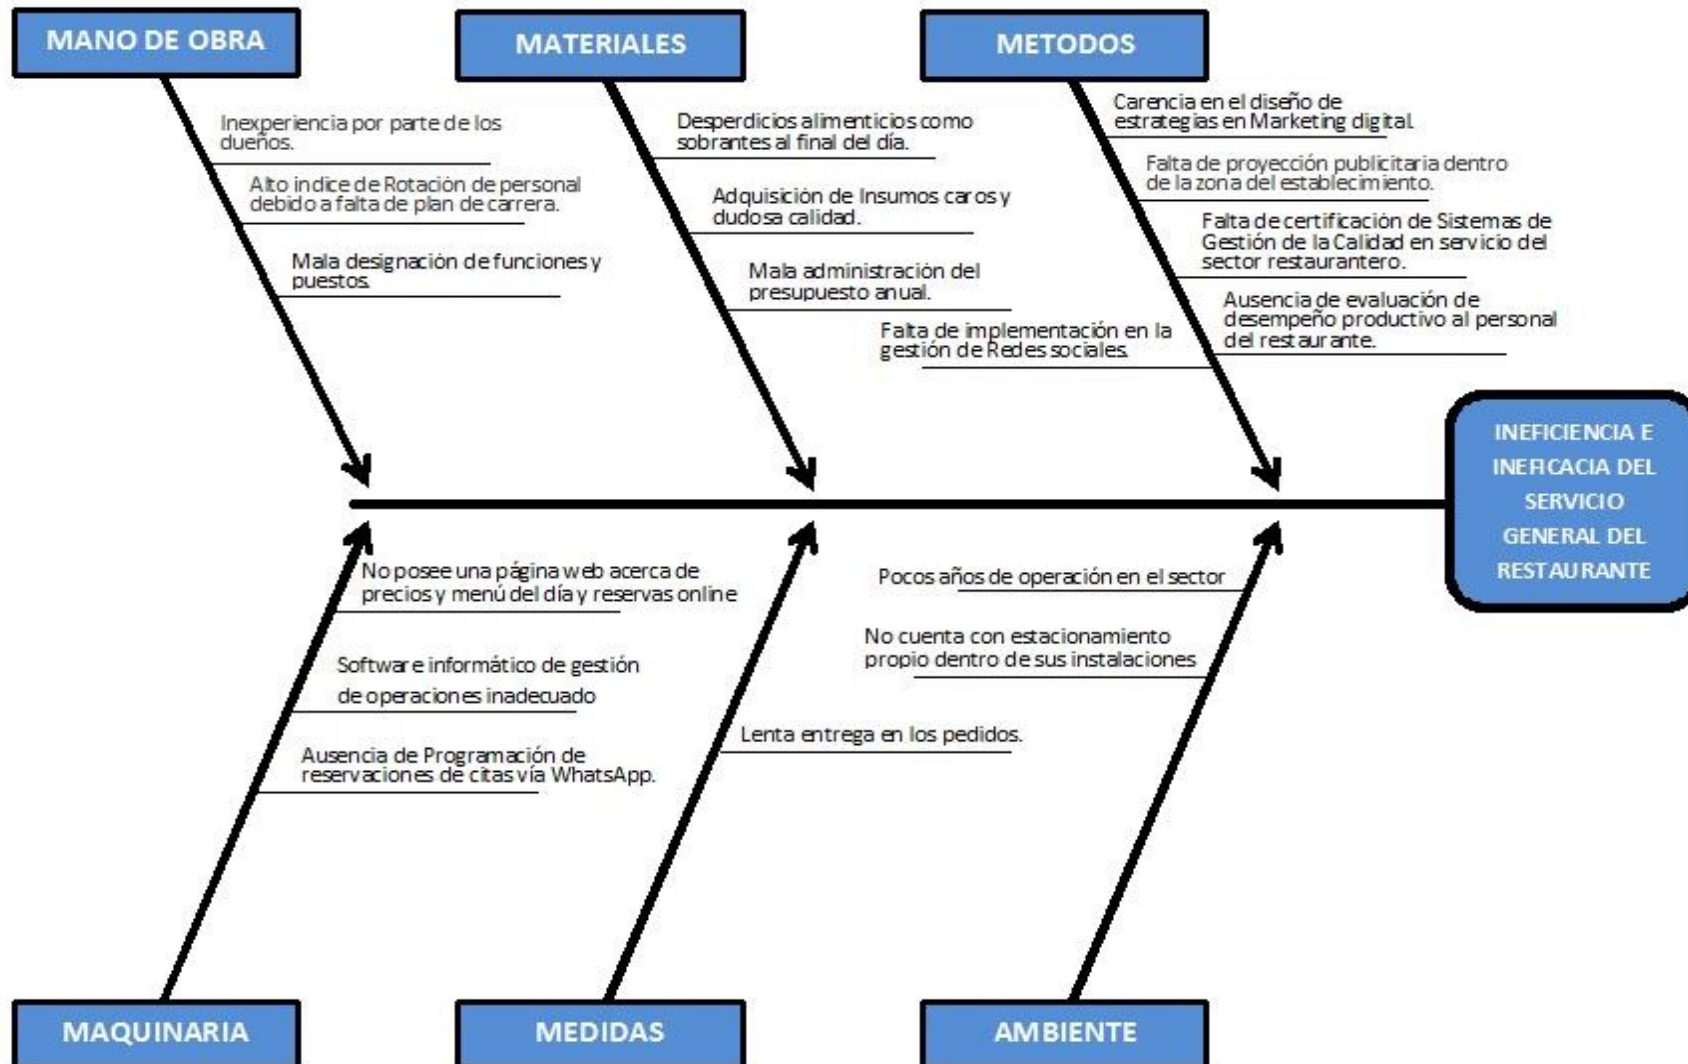 MANO DE OBRA
MATERIALES
METODOS
Inexperiencia por parte de los
dueños.
Alto indice de Rotación de personal
debido a falta de plan de carrera.
Mala designación de funciones y
puestos.
Desperdicios alimenticios como
sobrantes al final del día.
Adquisición de Insumos caros y
dudosa calidad.
Mala administración del
presupuesto anual.
Carencia en el diseño de
estrategias en Marketing digital.
Falta de proyección publicitaria dentro
de la zona del establecimiento.
Falta de certificación de Sistemas de
Gestión de la Calidad en servicio del
sector restaurantero.
Ausencia de evaluación de
desempeño productivo al personal
del restaurante.
Falta de implementación en la
gestión de Redes sociales.
INEFICIENCIA E
INEFICACIA DEL
SERVICIO
GENERAL DEL
RESTAURANTE
No posee una página web acerca de
precios y menú del día y reservas online
Software informático de gestión
de operaciones inadecuado
Ausencia de Programación de
reservaciones de citas vía WhatsApp.
Lenta entrega en los pedidos.
Pocos años de operación en el sector
No cuenta con estacionamiento
propio dentro de sus instalaciones
MAQUINARIA
MEDIDAS
AMBIENTE